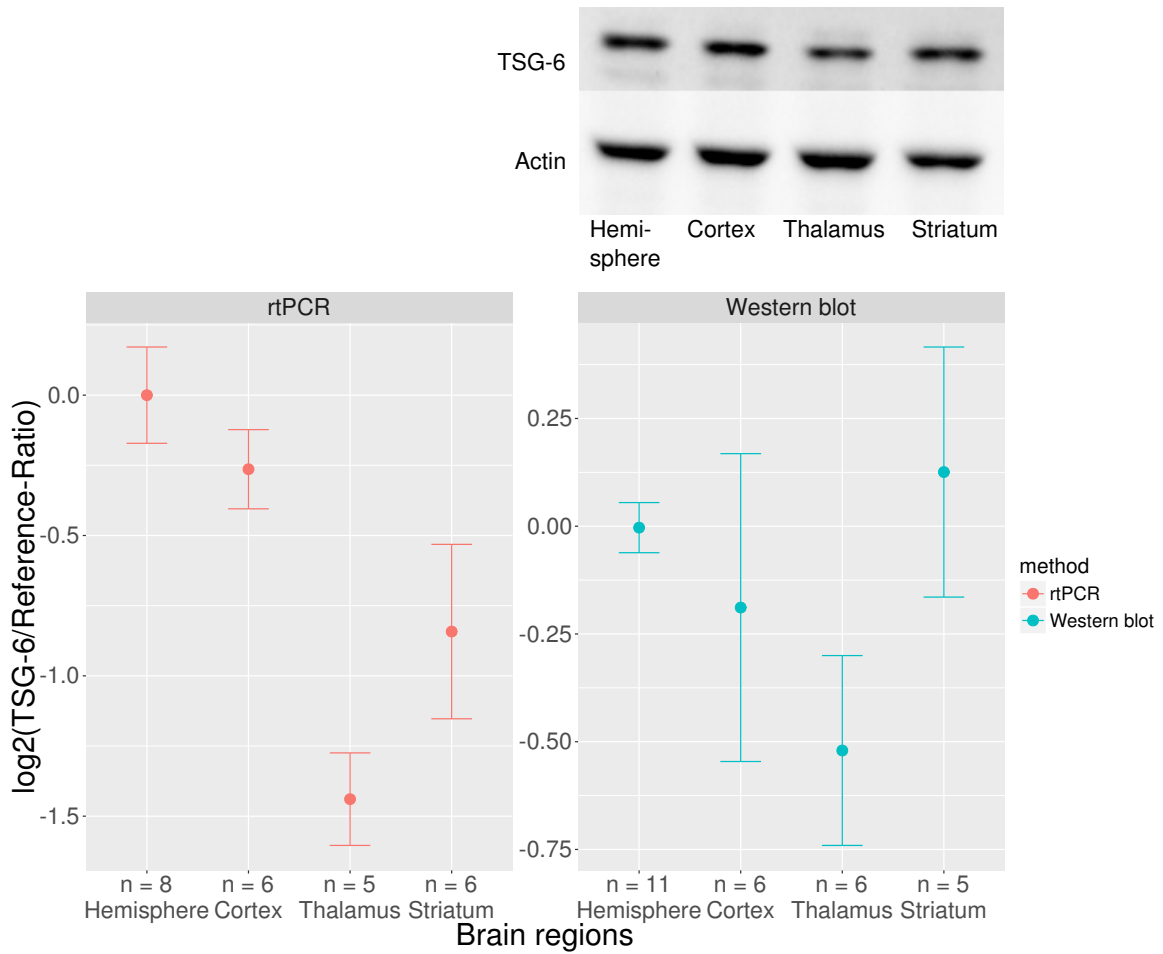 TSG-6
Actin
Hemi-
sphere
Cortex
Thalamus
Striatum
rtPCR
Western blot
log2(TSG-6/Reference-Ratio)
0.0
-0.5
-1.0
-1.5
0.25
0.00
-0.25
-0.50
-0.75
n = 8 n = 6 n = 5 n = 6
Hemisphere Cortex Thalamus Striatum
n = 11 n = 6 n = 6 n = 5
Hemisphere Cortex Thalamus Striatum
Brain regions
method
rtPCR
Western blot